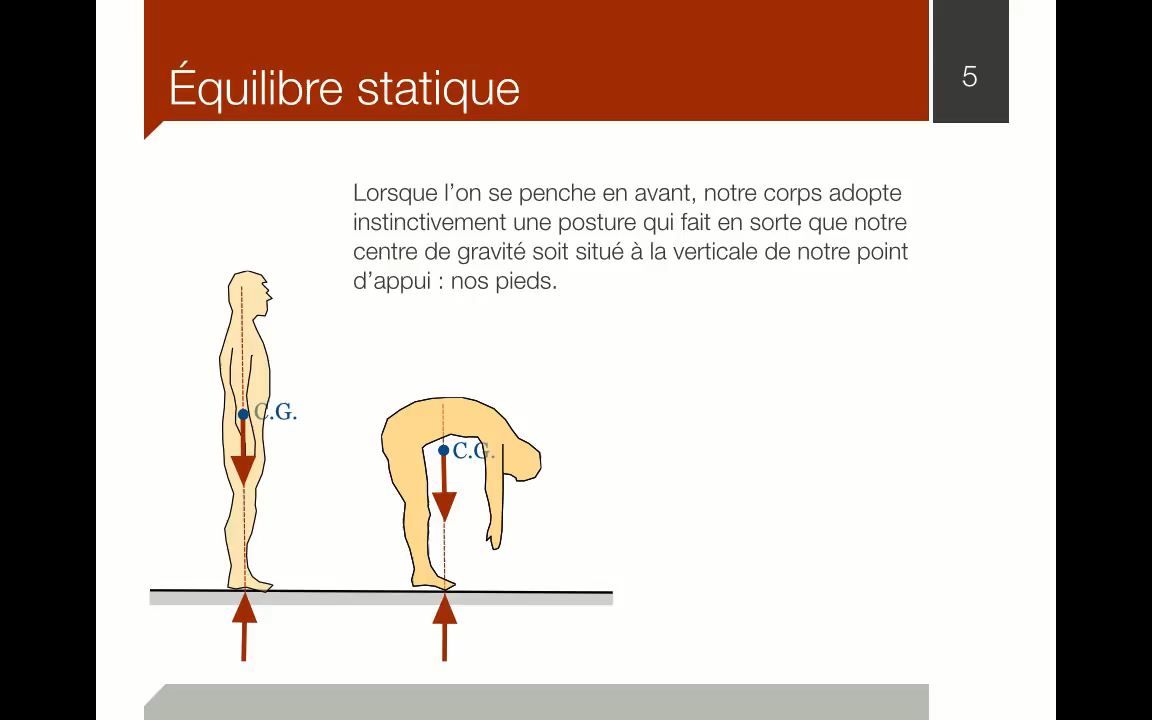 Équilibre statique
5
Lorsque l’on se penche en avant, notre corps adopte
instinctivement une posture qui fait en sorte que notre
centre de gravité soit situé à la verticale de notre point
d’appui : nos pieds.
C.G.
C.G.